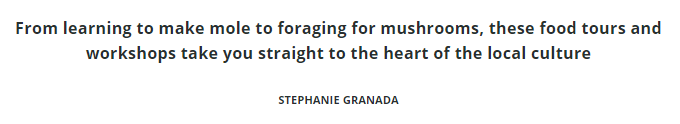 From learning to make mole to foraging for mushrooms, these food tours and
workshops take you straight to the heart of the local culture
STEPHANIE GRANADA